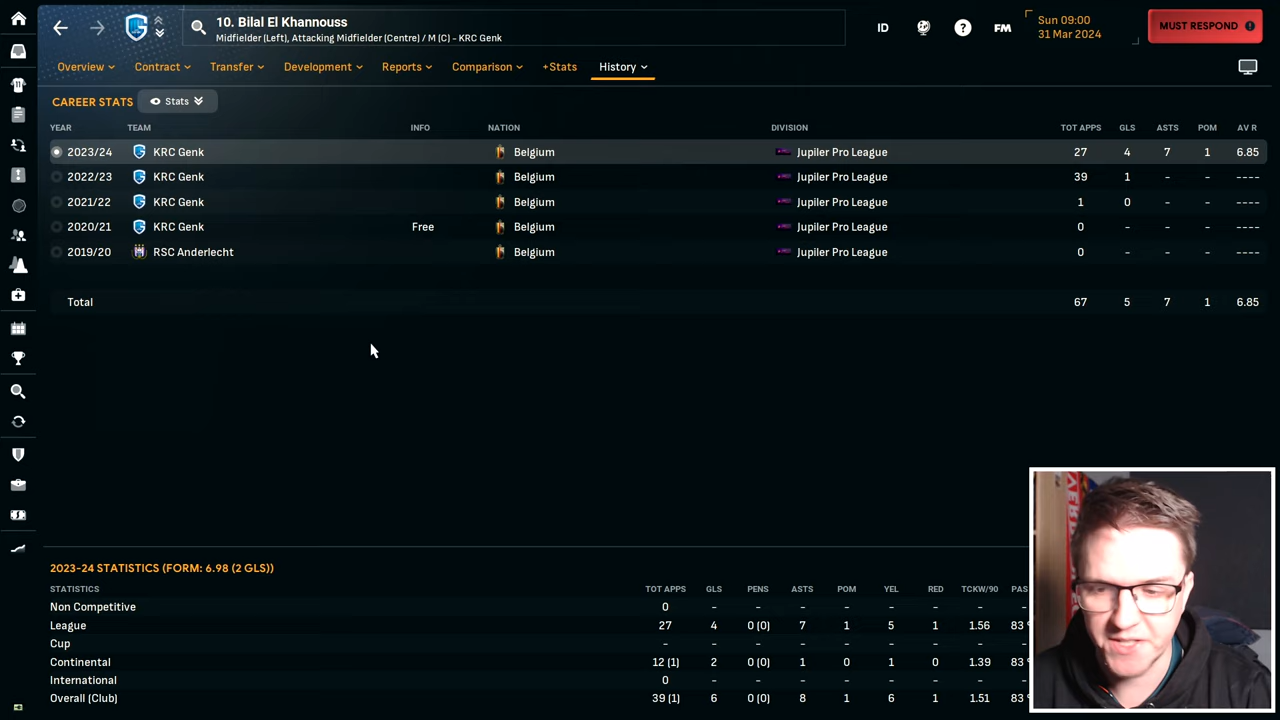 10. Bilal El Khannouss
Midfielder (Left), Attacking Midfielder (Centre) / M (C) - KRC Genk
ID
FM
Sun 09:00
31 Mar 2024
MUST RESPOND
Overview
Contract
Transfer
Development
Reports
Comparison
+Stats
History
CAREER STATS
Stats
YEAR TEAM INFO NATION DIVISION TOT APPS GLS ASTS POM AV R
2023/24 KRC Genk Belgium Jupiler Pro League 27 4 7 1 6.85
2022/23 KRC Genk Belgium Jupiler Pro League 39 1 - - ----
2021/22 KRC Genk Belgium Jupiler Pro League 1 0 - - ----
2020/21 KRC Genk Free Belgium Jupiler Pro League 0 - - - ----
2019/20 RSC Anderlecht Belgium Jupiler Pro League 0 - - - ----
Total 67 5 7 1 6.85
2023-24 STATISTICS (FORM: 6.98 (2 GLS))
STATISTICS TOT APPS GLS PENS ASTS POM YEL RED TCKW/90 PAS
Non Competitive 0 - - - - - - - -
League 27 4 0 (0) 7 1 5 1 1.56 83
Cup - - - - - - - - -
Continental 12 (1) 2 0 (0) 1 0 1 0 1.39 83
International 0 - - - - - - - -
Overall (Club) 39 (1) 6 0 (0) 8 1 6 1 1.51 83